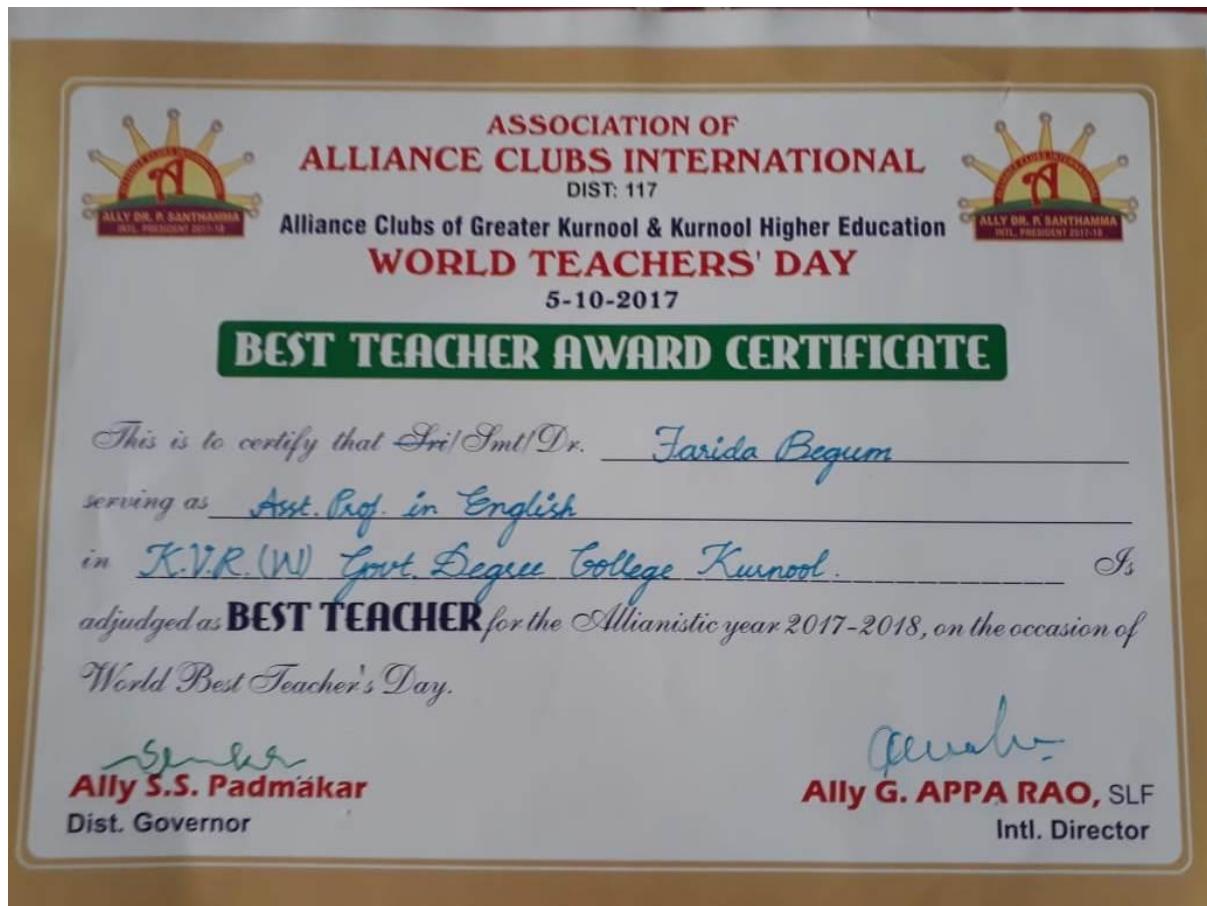 ASSOCIATION OF
ALLIANCE CLUBS INTERNATIONAL
DIST: 117
Alliance Clubs of Greater Kurnool & Kurnool Higher Education
ALLY DR. P. SANTHAMMA
INTL. PRESIDENT 2017-18
ALLY DR. P. SANTHAMMA
INTL. PRESIDENT 2017-18
WORLD TEACHERS' DAY
5-10-2017
BEST TEACHER AWARD CERTIFICATE
This is to certify that Sri/Smt/Dr. Farida Begum
serving as Asst. Prof. in English
in K.V.R. (W) Govt. Degree College Kurnool. Is
adjudged as BEST TEACHER for the Allianistic year 2017-2018, on the occasion of
World Best Teacher's Day.
Ally S.S. Padmakar
Dist. Governor
Ally G. APPA RAO, SLF
Intl. Director